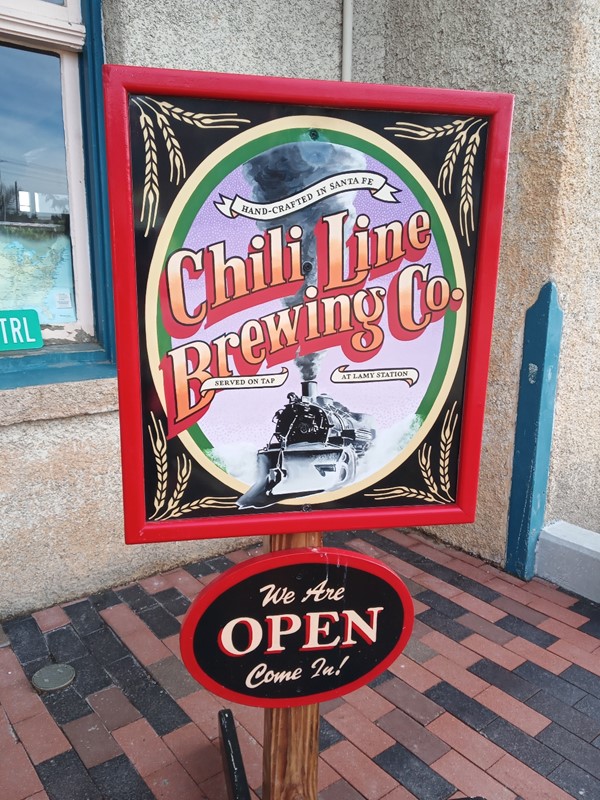 HAND-CRAFTED IN SANTA FE
Chili Line
Brewing Co.
SERVED ON TAP
AT LAMY STATION
We Are
OPEN
Come In!
TRL